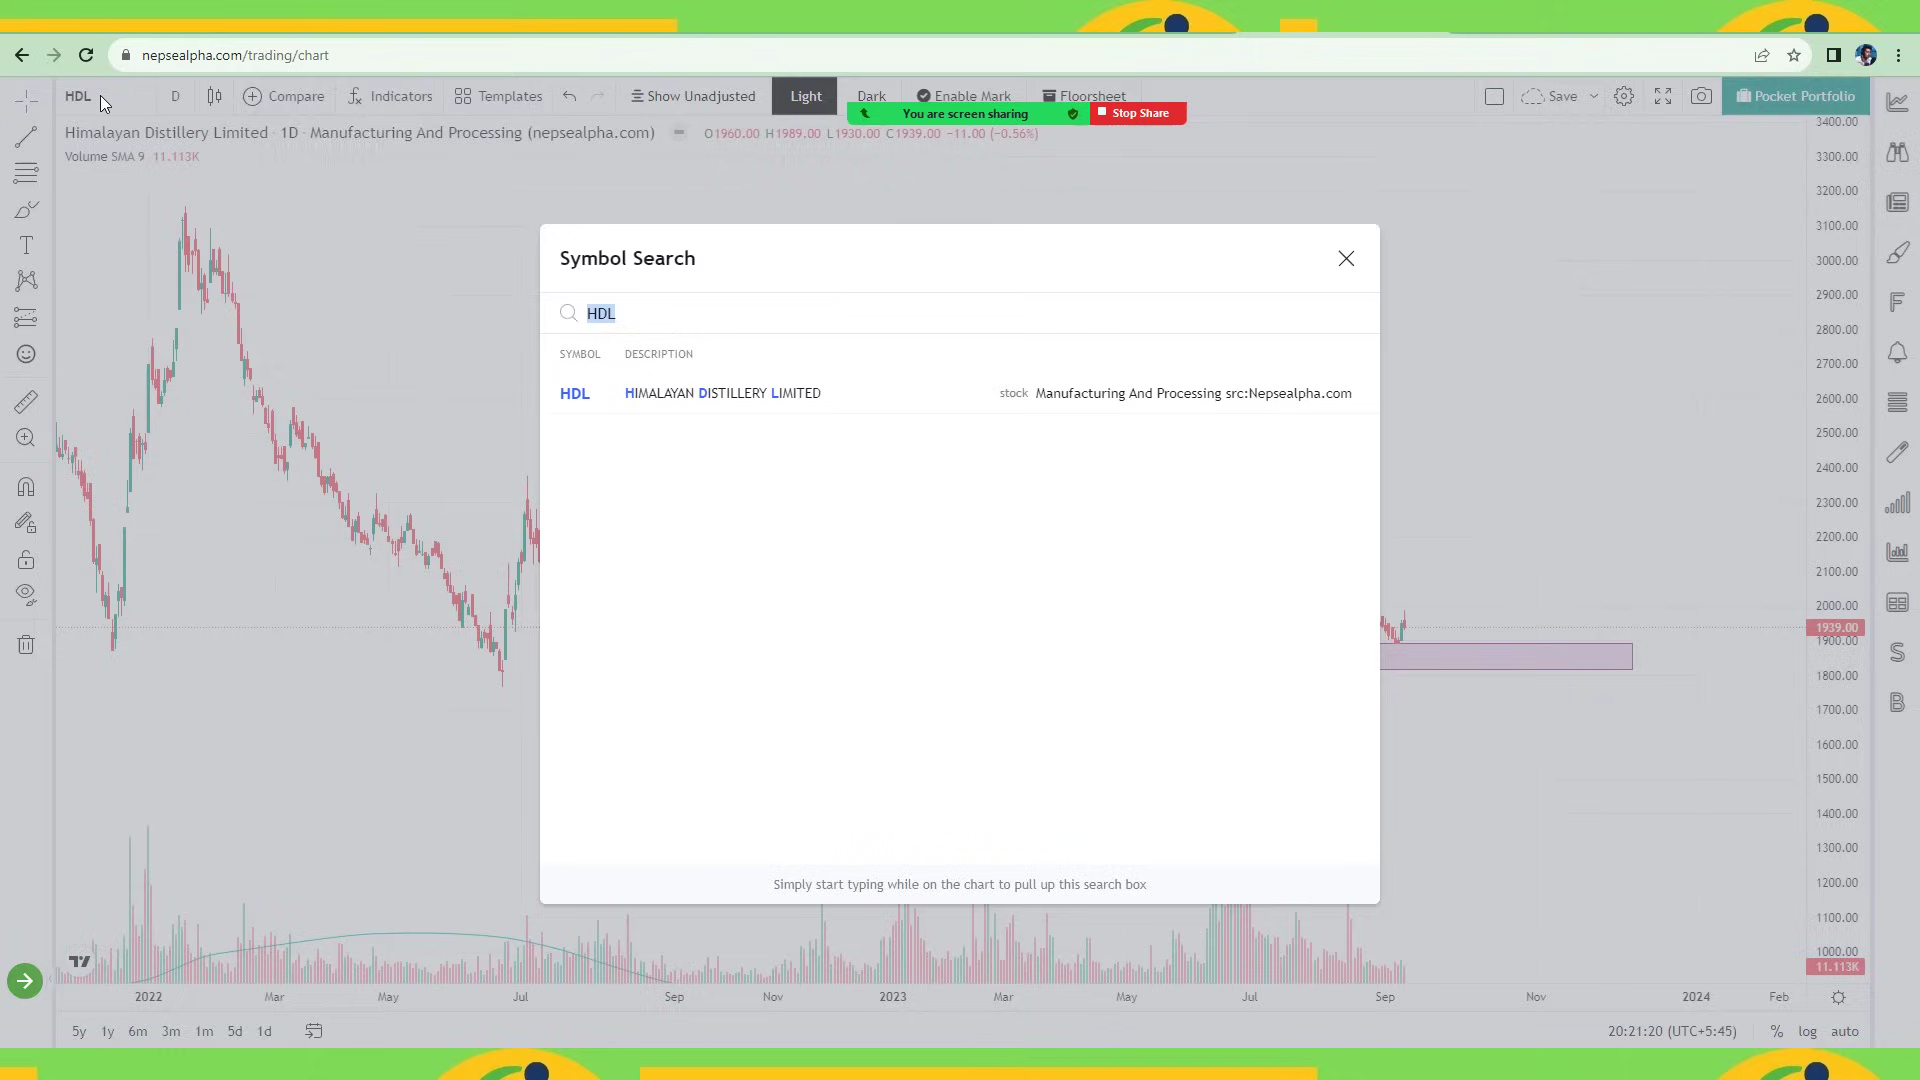 nepsealpha.com/trading/chart
HDL D Compare Indicators Templates Show Unadjusted Light Dark Enable Mark Floorsheet Save Pocket Portfolio
You are screen sharing Stop Share
Himalayan Distillery Limited · 1D · Manufacturing And Processing (nepsealpha.com) O1960.00 H1989.00 L1930.00 C1939.00 −11.00 (−0.56%)
Volume SMA 9 11.113K
Symbol Search
HDL
SYMBOL DESCRIPTION
HDL HIMALAYAN DISTILLERY LIMITED stock Manufacturing And Processing src:Nepsealpha.com
Simply start typing while on the chart to pull up this search box
3400.00
3300.00
3200.00
3100.00
3000.00
2900.00
2800.00
2700.00
2600.00
2500.00
2400.00
2300.00
2200.00
2100.00
2000.00
1939.00
1900.00
1800.00
1700.00
1600.00
1500.00
1400.00
1300.00
1200.00
1100.00
1000.00
11.113K
2022 Mar May Jul Sep Nov 2023 Mar May Jul Sep Nov 2024 Feb
5y 1y 6m 3m 1m 5d 1d 20:21:20 (UTC+5:45) % log auto
F
S
B